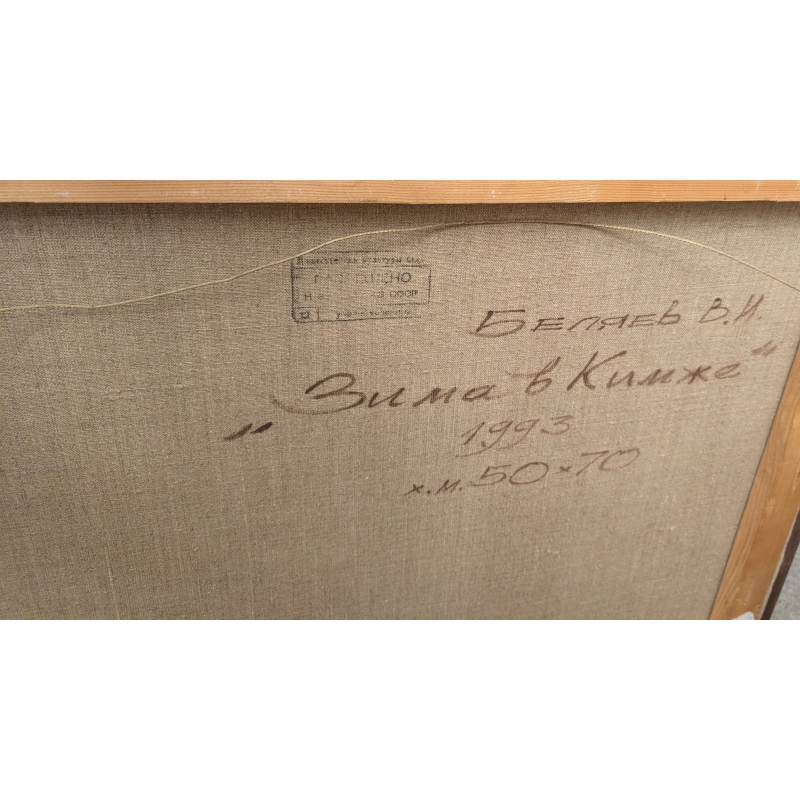 Беляев В.И.
"Зима в Кимже"
1993
х.м. 50×70